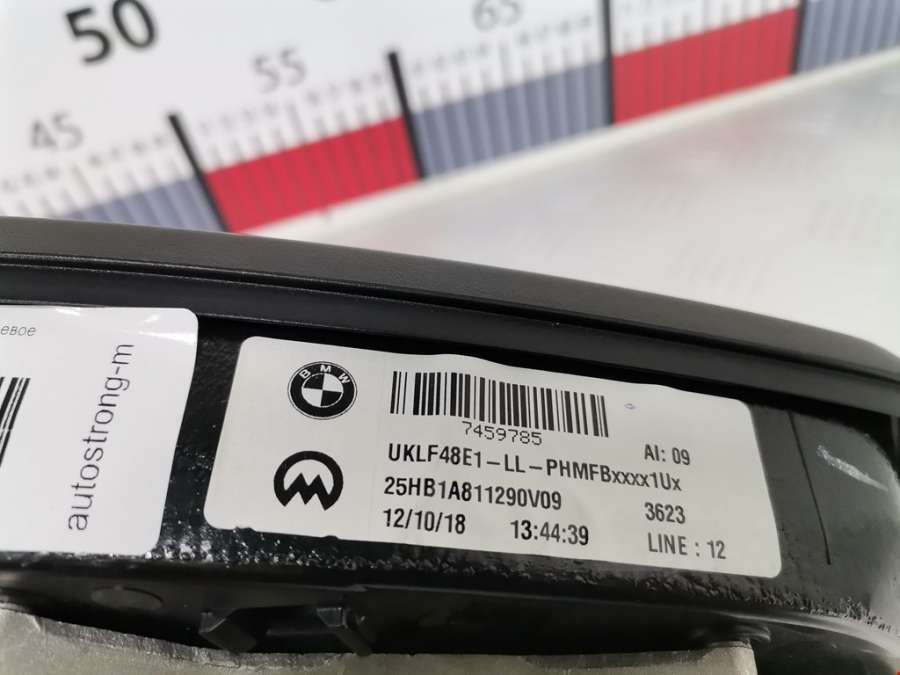 50
45
55
65
евое
autostrong-m
BMW
7459785
AI: 09
UKLF48E1-LL-PHMFBxxxx1Ux
25HB1A811290V09
3623
12/10/18 13:44:39
LINE : 12